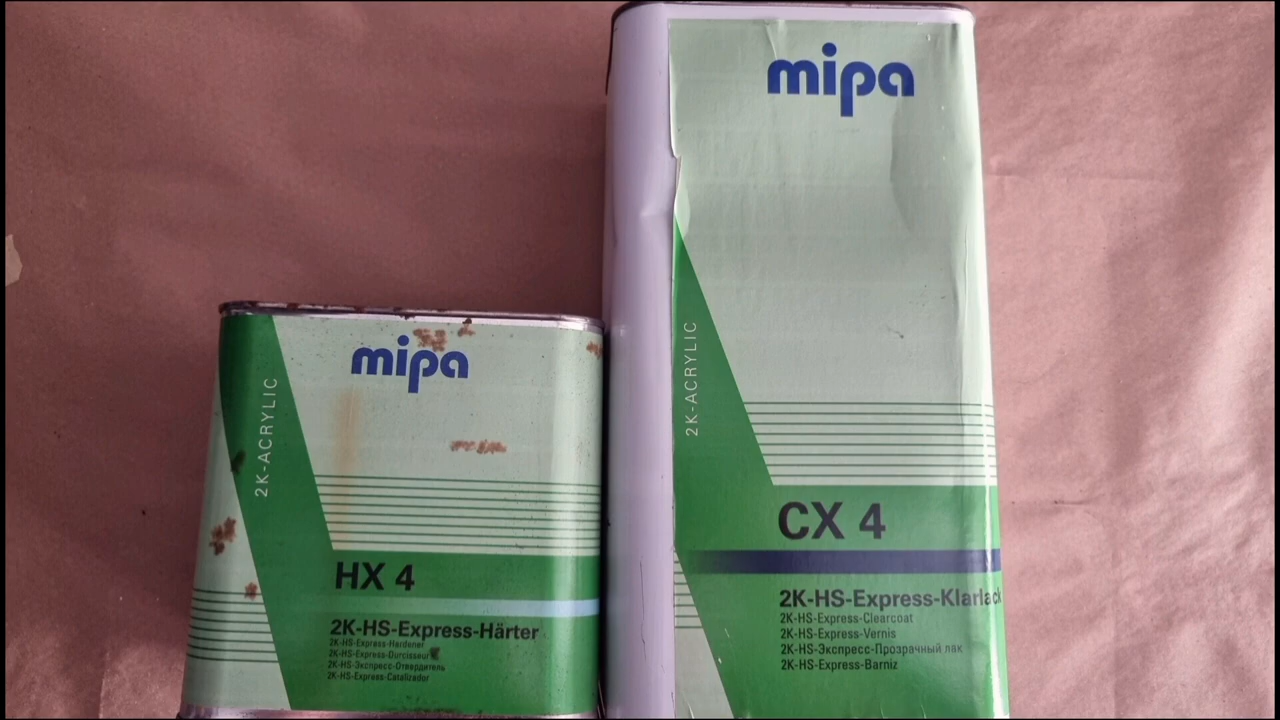 mipa
2K-ACRYLIC
HX 4
2K-HS-Express-Härter
2K-HS-Express-Hardener
2K-HS-Express-Durcisseur
2K-HS-Экспресс-Отвердитель
2K-HS-Express-Catalizador
mipa
2K-ACRYLIC
CX 4
2K-HS-Express-Klarlack
2K-HS-Express-Clearcoat
2K-HS-Express-Vernis
2K-HS-Экспресс-Прозрачный лак
2K-HS-Express-Barniz